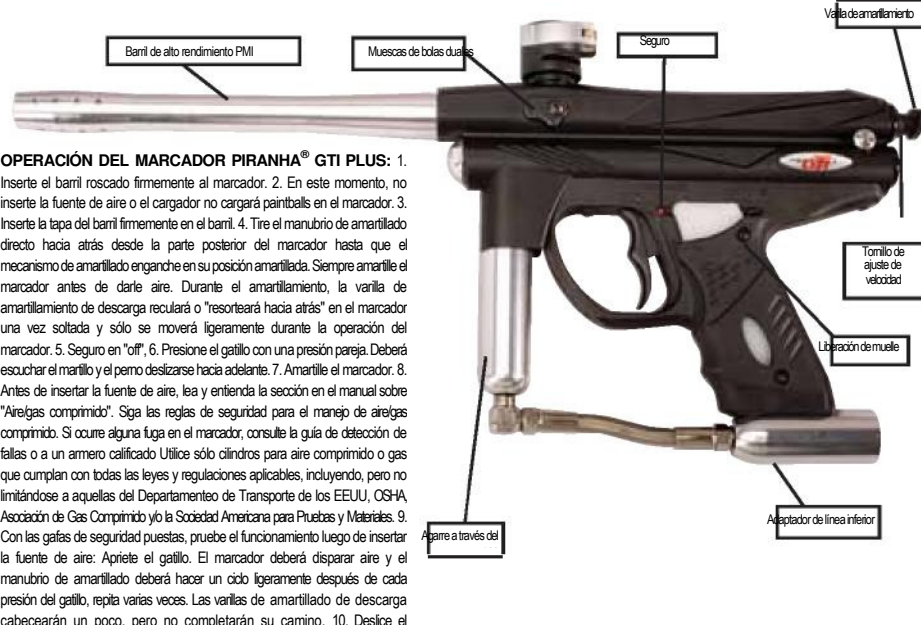 Varilla de amartillamiento
Barril de alto rendimiento PMI
Muescas de bolas duales
Seguro
OPERACIÓN DEL MARCADOR PIRANHA® GTI PLUS: 1.
Inserte el barril roscado firmemente al marcador. 2. En este momento, no
inserte la fuente de aire o el cargador no cargará paintballs en el marcador. 3.
Inserte la tapa del barril firmemente en el barril. 4. Tire el manubrio de amartillado
directo hacia atrás desde la parte posterior del marcador hasta que el
mecanismo de amartillado enganche en su posición amartillada. Siempre amartille el
marcador antes de darle aire. Durante el amartillamiento, la varilla de
amartillamiento de descarga reculará o "resorteará hacia atrás" en el marcador
una vez soltada y sólo se moverá ligeramente durante la operación del
marcador. 5. Seguro en "off", 6. Presione el gatillo con una presión pareja. Deberá
escuchar el martillo y el perno deslizarse hacia adelante. 7. Amartille el marcador. 8.
Antes de insertar la fuente de aire, lea y entienda la sección en el manual sobre
"Aire/gas comprimido". Siga las reglas de seguridad para el manejo de aire/gas
comprimido. Si ocurre alguna fuga en el marcador, consulte la guía de detección de
fallas o a un armero calificado Utilice sólo cilindros para aire comprimido o gas
que cumplan con todas las leyes y regulaciones aplicables, incluyendo, pero no
limitándose a aquellas del Departamenteo de Transporte de los EEUU, OSHA,
Asociación de Gas Comprimido y/o la Sociedad Americana para Pruebas y Materiales. 9.
Con las gafas de seguridad puestas, pruebe el funcionamiento luego de insertar
la fuente de aire: Apriete el gatillo. El marcador deberá disparar aire y el
manubrio de amartillado deberá hacer un ciclo ligeramente después de cada
presión del gatillo, repita varias veces. Las varillas de amartillado de descarga
cabecearán un poco, pero no completarán su camino. 10. Deslice el
GTI
Tornillo de
ajuste de
velocidad
Liberación de muelle
Adaptador de línea inferior
Agarre a través del